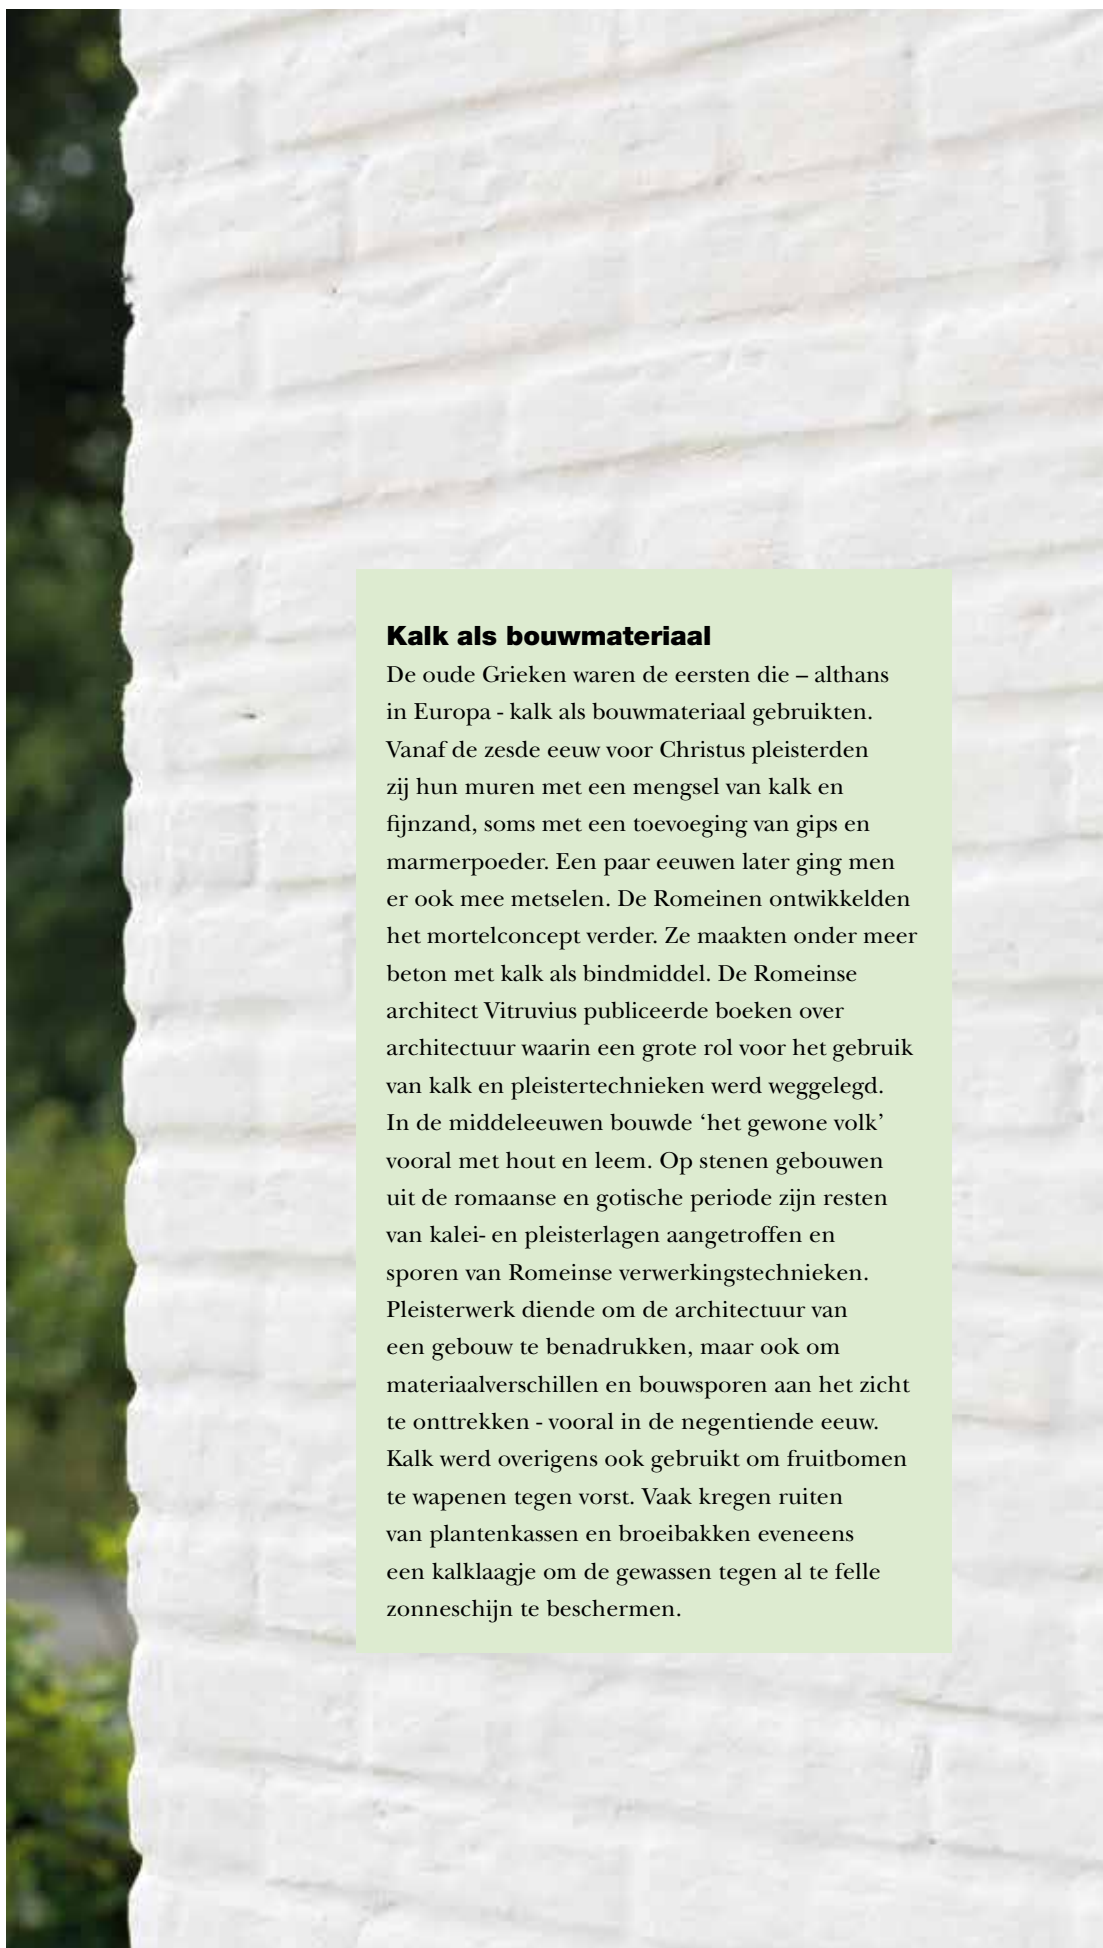 Kalk als bouwmateriaal
De oude Grieken waren de eersten die – althans
in Europa - kalk als bouwmateriaal gebruikten.
Vanaf de zesde eeuw voor Christus pleisterden
zij hun muren met een mengsel van kalk en
fijnzand, soms met een toevoeging van gips en
marmerpoeder. Een paar eeuwen later ging men
er ook mee metselen. De Romeinen ontwikkelden
het mortelconcept verder. Ze maakten onder meer
beton met kalk als bindmiddel. De Romeinse
architect Vitruvius publiceerde boeken over
architectuur waarin een grote rol voor het gebruik
van kalk en pleistertechnieken werd weggelegd.
In de middeleeuwen bouwde ‘het gewone volk’
vooral met hout en leem. Op stenen gebouwen
uit de romaanse en gotische periode zijn resten
van kalei- en pleisterlagen aangetroffen en
sporen van Romeinse verwerkingstechnieken.
Pleisterwerk diende om de architectuur van
een gebouw te benadrukken, maar ook om
materiaalverschillen en bouwsporen aan het zicht
te onttrekken - vooral in de negentiende eeuw.
Kalk werd overigens ook gebruikt om fruitbomen
te wapenen tegen vorst. Vaak kregen ruiten
van plantenkassen en broeibakken eveneens
een kalklaagje om de gewassen tegen al te felle
zonneschijn te beschermen.